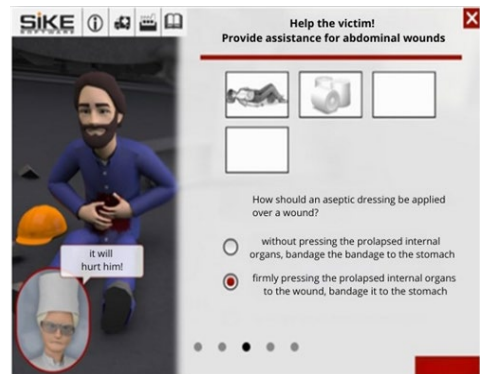 SIKE
SOFTWARE
Help the victim!
Provide assistance for abdominal wounds
How should an aseptic dressing be applied
over a wound?
without pressing the prolapsed internal
organs, bandage the bandage to the stomach
firmly pressing the prolapsed internal organs
to the wound, bandage it to the stomach
it will
hurt him!